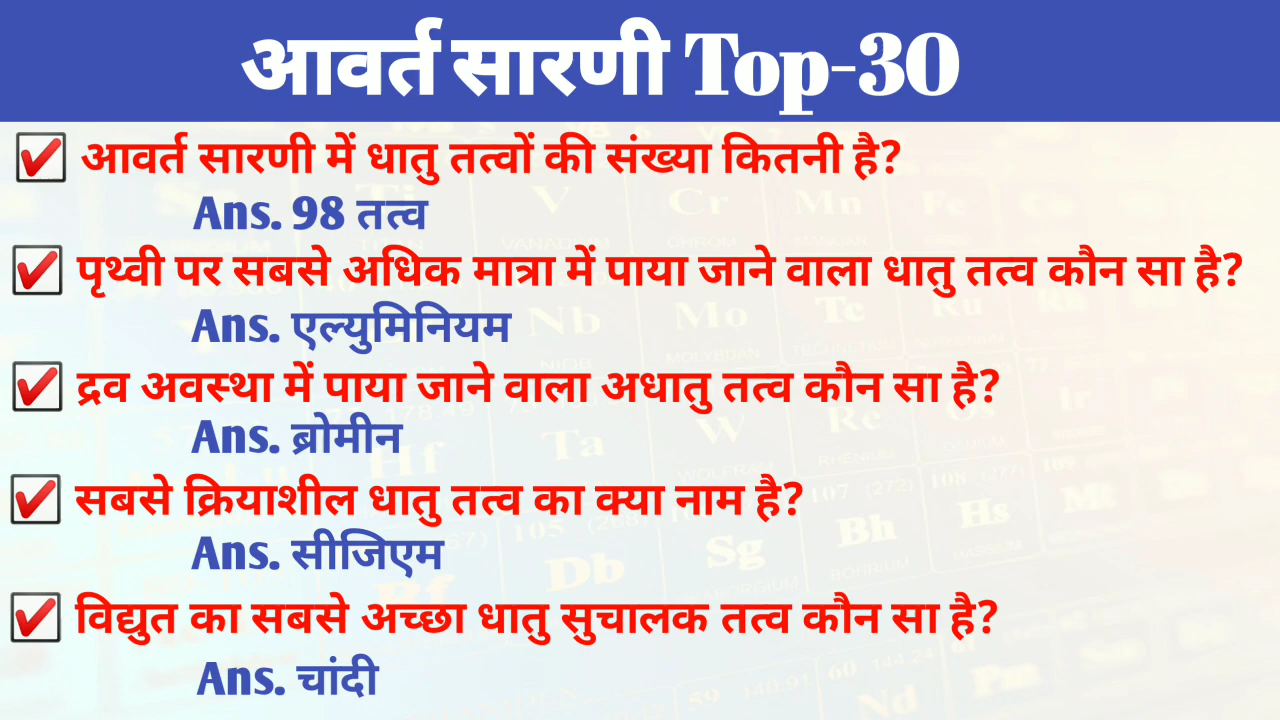 आवर्त सारणी Top-30
आवर्त सारणी में धातु तत्वों की संख्या कितनी है?
Ans. 98 तत्व
पृथ्वी पर सबसे अधिक मात्रा में पाया जाने वाला धातु तत्व कौन सा है?
Ans. एल्युमिनियम
द्रव अवस्था में पाया जाने वाला अधातु तत्व कौन सा है?
Ans. ब्रोमीन
सबसे क्रियाशील धातु तत्व का क्या नाम है?
Ans. सीजिएम
विद्युत का सबसे अच्छा धातु सुचालक तत्व कौन सा है?
Ans. चांदी